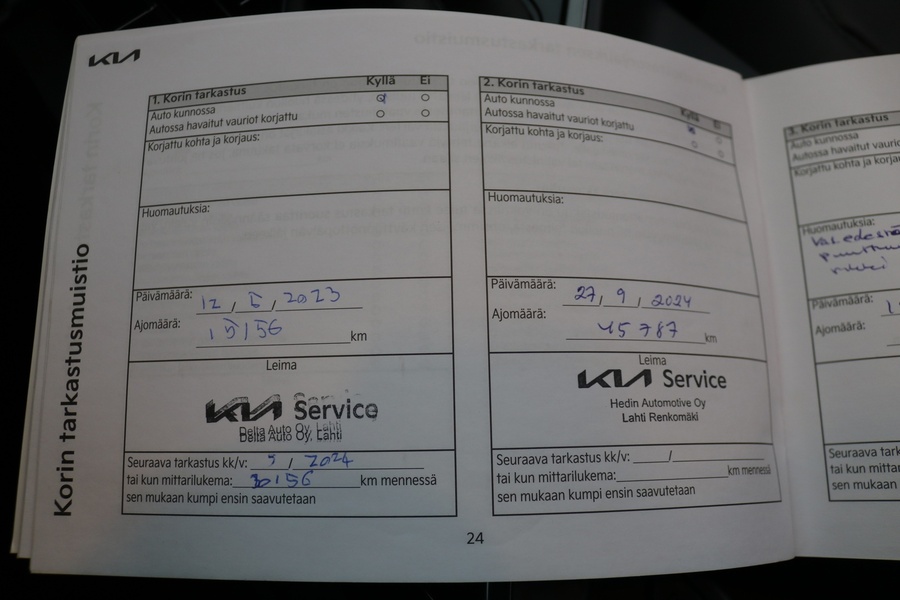 KIA
Korin tarkastusmuistio
1. Korin tarkastus Kyllä Ei
Auto kunnossa
Autossa havaitut vauriot korjattu
Korjattu kohta ja korjaus:
Huomautuksia:
Päivämäärä: 12 / 5 / 2023
Ajomäärä: 15156 km
Leima
KIA Service
Delta Auto Oy, Lahti
Delta Auto Oy, Lahti
Seuraava tarkastus kk/v: 5 / 2024
tai kun mittarilukema: 30156 km mennessä
sen mukaan kumpi ensin saavutetaan
2. Korin tarkastus Kyllä Ei
Auto kunnossa
Autossa havaitut vauriot korjattu
Korjattu kohta ja korjaus:
Huomautuksia:
Päivämäärä: 27 / 9 / 2024
Ajomäärä: 45787 km
Leima
KIA Service
Hedin Automotive Oy
Lahti Renkomäki
Seuraava tarkastus kk/v: /
tai kun mittarilukema: km mennessä
sen mukaan kumpi ensin saavutetaan
24
3. Korin tarkastus
Auto kunnossa
Autossa havaitut vauriot
Korjattu kohta ja
Huomautuksia:
Päivämäärä:
Ajomäärä:
tai kun
sen mukaan